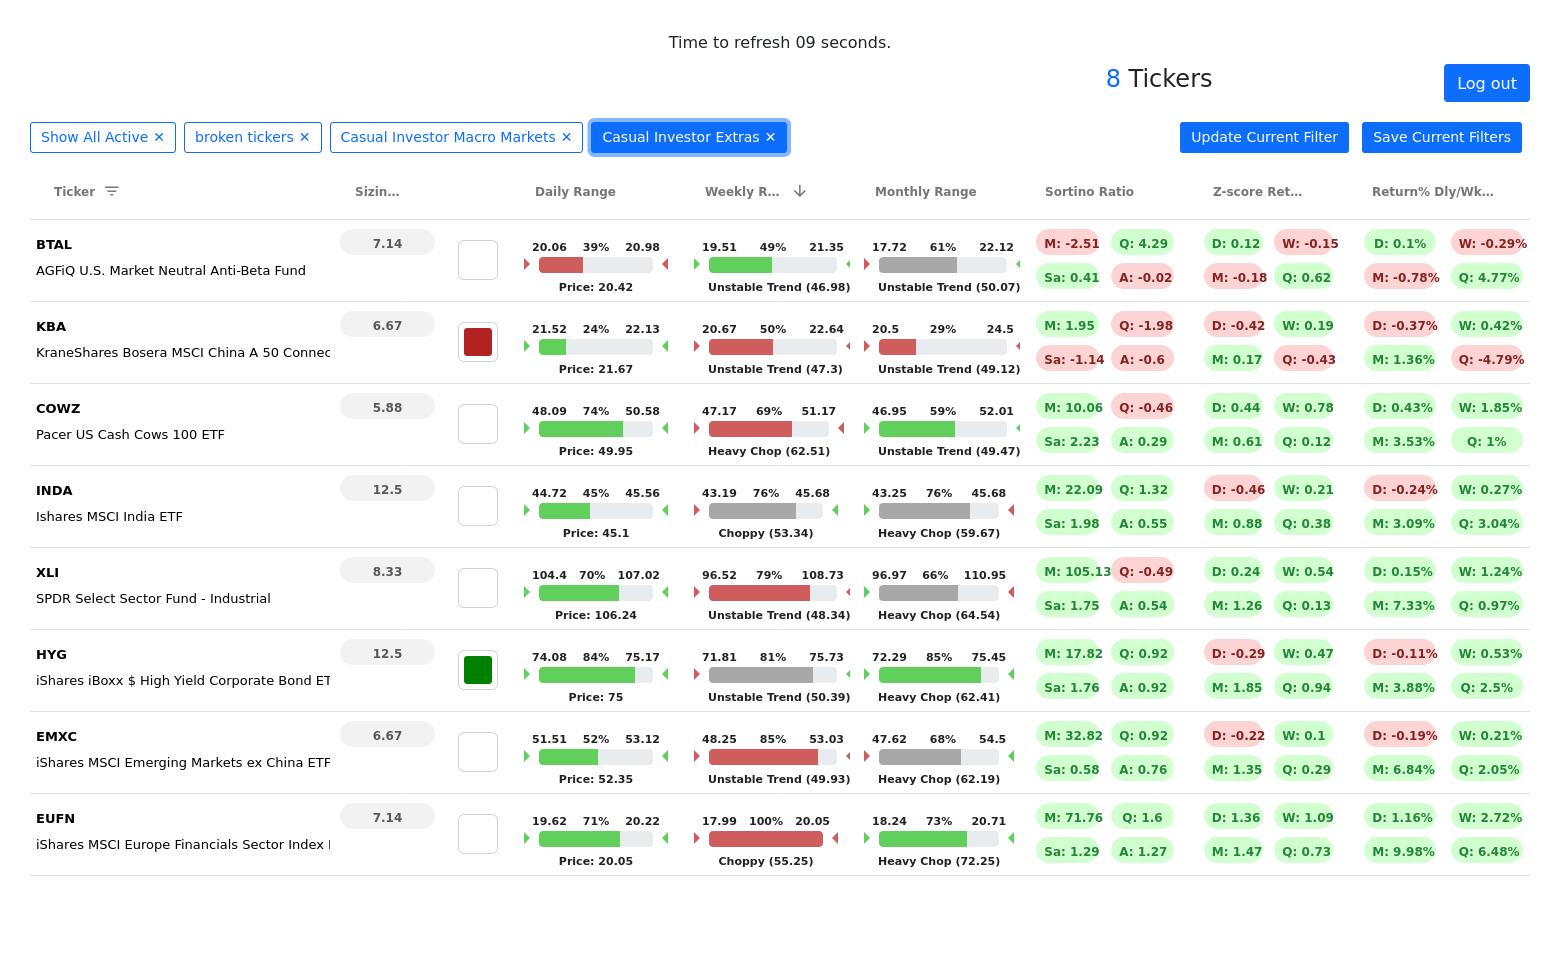 Time to refresh 09 seconds.
8 Tickers
Log out
Show All Active ✕ broken tickers ✕ Casual Investor Macro Markets ✕ Casual Investor Extras ✕ Update Current Filter Save Current Filters
Ticker Sizin... Daily Range Weekly R... Monthly Range Sortino Ratio Z-score Ret... Return% Dly/Wk...
BTAL 7.14 20.06 39% 20.98 19.51 49% 21.35 17.72 61% 22.12 M: -2.51 Q: 4.29 D: 0.12 W: -0.15 D: 0.1% W: -0.29%
AGFiQ U.S. Market Neutral Anti-Beta Fund Sa: 0.41 A: -0.02 M: -0.18 Q: 0.62 M: -0.78% Q: 4.77%
Price: 20.42 Unstable Trend (46.98) Unstable Trend (50.07)
KBA 6.67 21.52 24% 22.13 20.67 50% 22.64 20.5 29% 24.5 M: 1.95 Q: -1.98 D: -0.42 W: 0.19 D: -0.37% W: 0.42%
KraneShares Bosera MSCI China A 50 Connec Sa: -1.14 A: -0.6 M: 0.17 Q: -0.43 M: 1.36% Q: -4.79%
Price: 21.67 Unstable Trend (47.3) Unstable Trend (49.12)
COWZ 5.88 48.09 74% 50.58 47.17 69% 51.17 46.95 59% 52.01 M: 10.06 Q: -0.46 D: 0.44 W: 0.78 D: 0.43% W: 1.85%
Pacer US Cash Cows 100 ETF Sa: 2.23 A: 0.29 M: 0.61 Q: 0.12 M: 3.53% Q: 1%
Price: 49.95 Heavy Chop (62.51) Unstable Trend (49.47)
INDA 12.5 44.72 45% 45.56 43.19 76% 45.68 43.25 76% 45.68 M: 22.09 Q: 1.32 D: -0.46 W: 0.21 D: -0.24% W: 0.27%
Ishares MSCI India ETF Sa: 1.98 A: 0.55 M: 0.88 Q: 0.38 M: 3.09% Q: 3.04%
Price: 45.1 Choppy (53.34) Heavy Chop (59.67)
XLI 8.33 104.4 70% 107.02 96.52 79% 108.73 96.97 66% 110.95 M: 105.13 Q: -0.49 D: 0.24 W: 0.54 D: 0.15% W: 1.24%
SPDR Select Sector Fund - Industrial Sa: 1.75 A: 0.54 M: 1.26 Q: 0.13 M: 7.33% Q: 0.97%
Price: 106.24 Unstable Trend (48.34) Heavy Chop (64.54)
HYG 12.5 74.08 84% 75.17 71.81 81% 75.73 72.29 85% 75.45 M: 17.82 Q: 0.92 D: -0.29 W: 0.47 D: -0.11% W: 0.53%
iShares iBoxx $ High Yield Corporate Bond ET Sa: 1.76 A: 0.92 M: 1.85 Q: 0.94 M: 3.88% Q: 2.5%
Price: 75 Unstable Trend (50.39) Heavy Chop (62.41)
EMXC 6.67 51.51 52% 53.12 48.25 85% 53.03 47.62 68% 54.5 M: 32.82 Q: 0.92 D: -0.22 W: 0.1 D: -0.19% W: 0.21%
iShares MSCI Emerging Markets ex China ETF Sa: 0.58 A: 0.76 M: 1.35 Q: 0.29 M: 6.84% Q: 2.05%
Price: 52.35 Unstable Trend (49.93) Heavy Chop (62.19)
EUFN 7.14 19.62 71% 20.22 17.99 100% 20.05 18.24 73% 20.71 M: 71.76 Q: 1.6 D: 1.36 W: 1.09 D: 1.16% W: 2.72%
iShares MSCI Europe Financials Sector Index Sa: 1.29 A: 1.27 M: 1.47 Q: 0.73 M: 9.98% Q: 6.48%
Price: 20.05 Choppy (55.25) Heavy Chop (72.25)